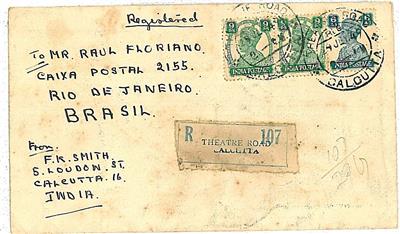 Registered
To MR. RAUL FLORIANO.
CAIXA POSTAL 2155.
RIO DE JANEIRO.
BRASIL.
INDIA POSTAGE
INDIA POSTAGE
INDIA POSTAGE
CALCUTTA
R 107
THEATRE ROAD
CALCUTTA
From,
F.K. SMITH,
5. LOUDON. ST.
CALCUTTA. 16.
INDIA.